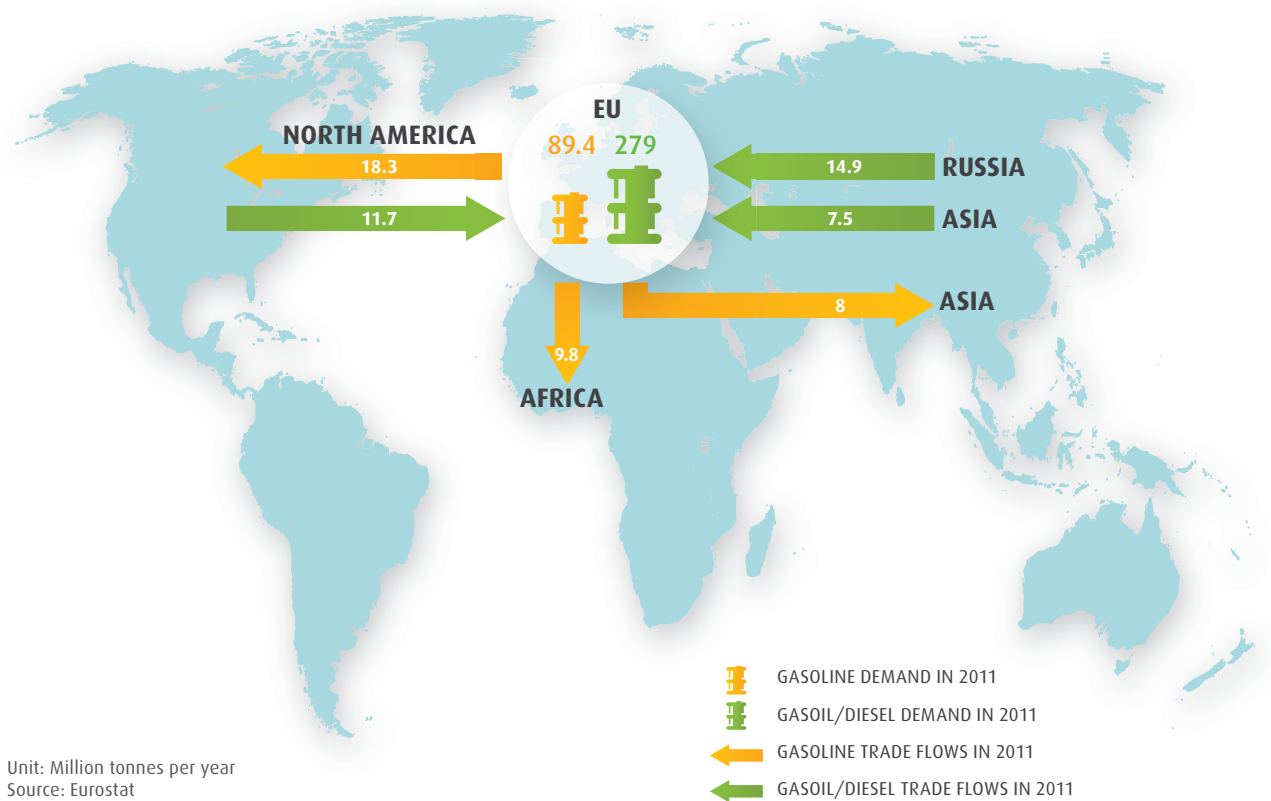 EU
89.4 279
NORTH AMERICA
18.3
11.7
14.9
RUSSIA
7.5
ASIA
8
ASIA
9.8
AFRICA
GASOLINE DEMAND IN 2011
GASOIL/DIESEL DEMAND IN 2011
GASOLINE TRADE FLOWS IN 2011
GASOIL/DIESEL TRADE FLOWS IN 2011
Unit: Million tonnes per year
Source: Eurostat